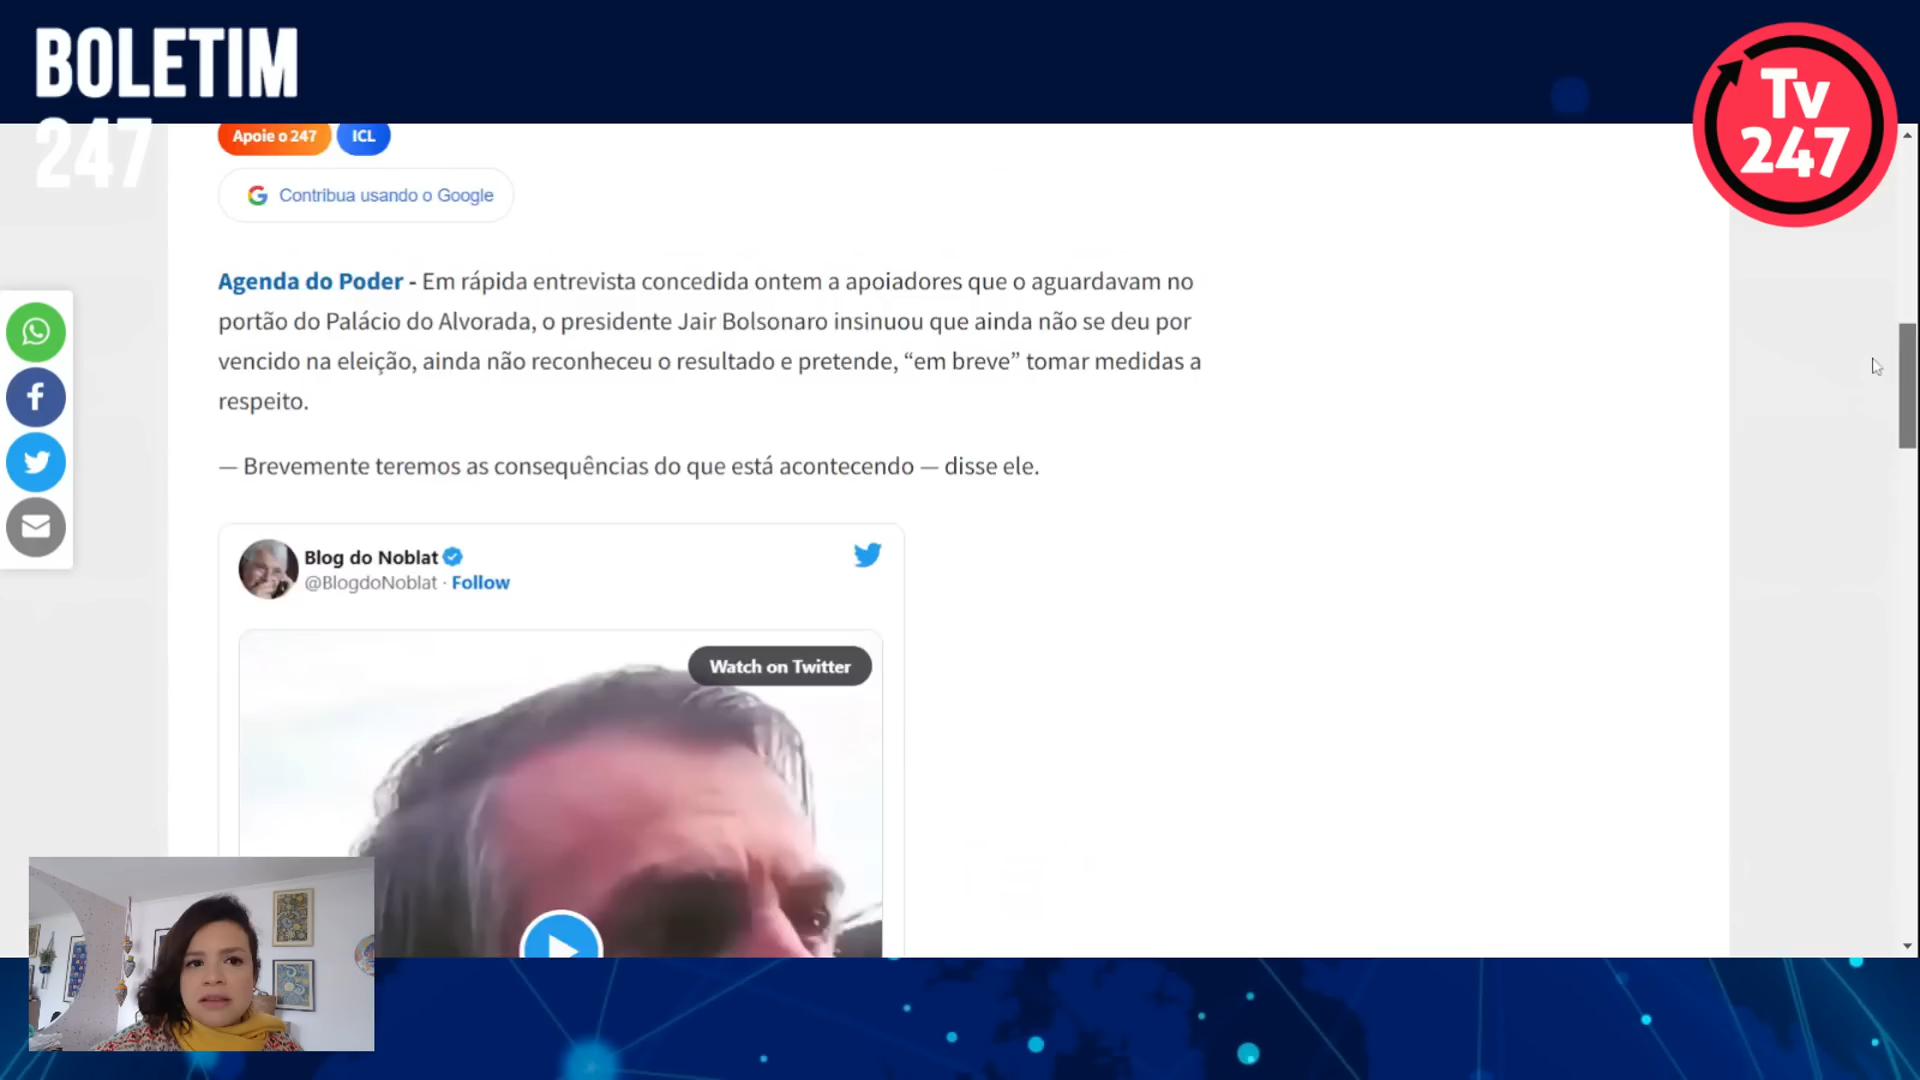 BOLETIM
247
Tv
247
Apoie o 247
ICL
Contribua usando o Google
Agenda do Poder - Em rápida entrevista concedida ontem a apoiadores que o aguardavam no
portão do Palácio do Alvorada, o presidente Jair Bolsonaro insinuou que ainda não se deu por
vencido na eleição, ainda não reconheceu o resultado e pretende, “em breve” tomar medidas a
respeito.
— Brevemente teremos as consequências do que está acontecendo — disse ele.
Blog do Noblat
@BlogdoNoblat · Follow
Watch on Twitter